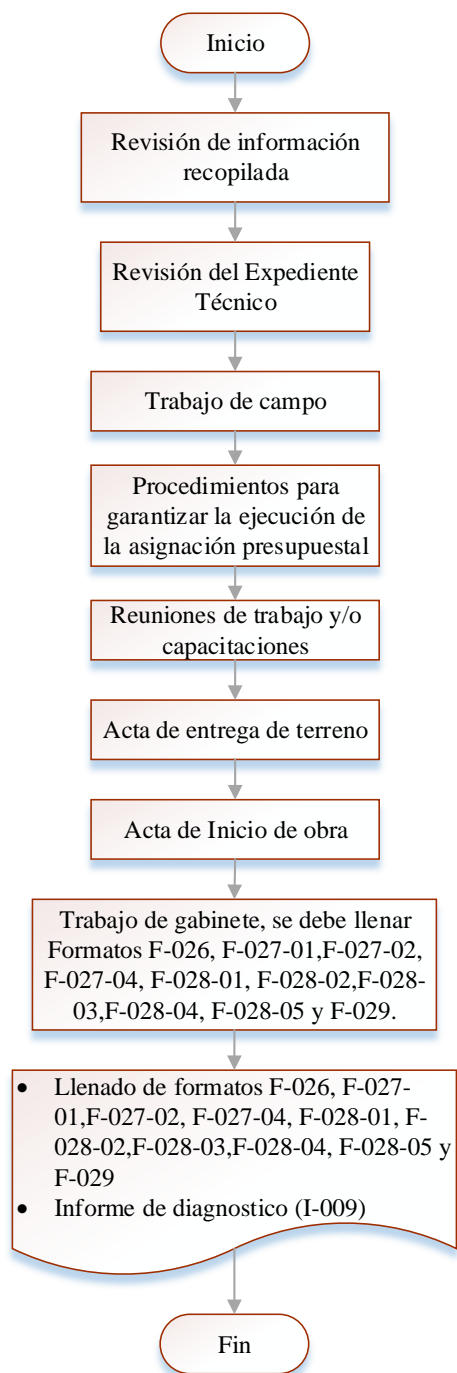 Inicio
Revisión de información
recopilada
Revisión del Expediente
Técnico
Trabajo de campo
Procedimientos para
garantizar la ejecución de
la asignación presupuestal
Reuniones de trabajo y/o
capacitaciones
Acta de entrega de terreno
Acta de Inicio de obra
Trabajo de gabinete, se debe llenar
Formatos F-026, F-027-01,F-027-02,
F-027-04, F-028-01, F-028-02,F-028-
03,F-028-04, F-028-05 y F-029.
• Llenado de formatos F-026, F-027-
01,F-027-02, F-027-04, F-028-01, F-
028-02,F-028-03,F-028-04, F-028-05 y
F-029
• Informe de diagnostico (I-009)
Fin